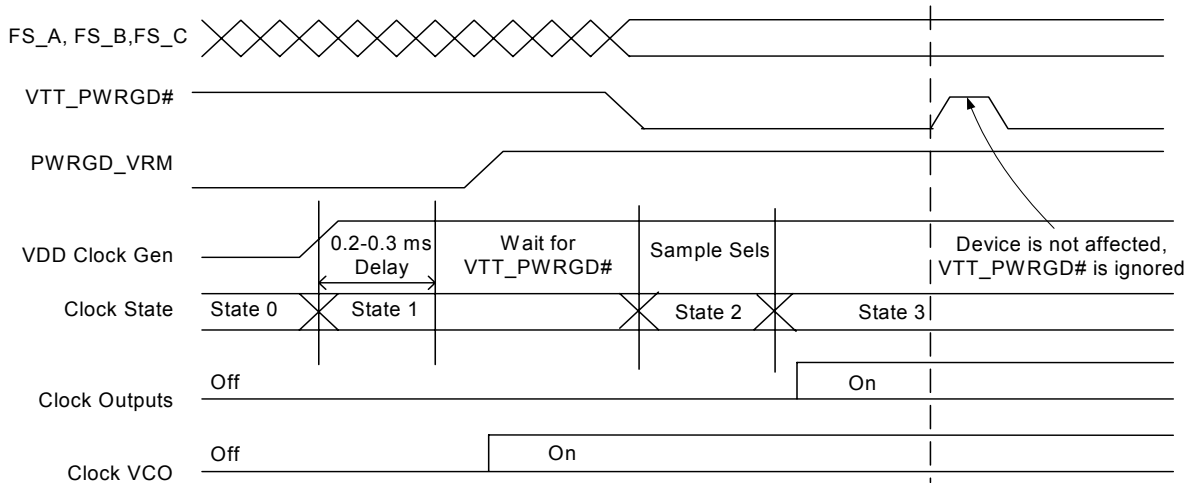 FS_A, FS_B,FS_C
VTT_PWRGD#
PWRGD_VRM
VDD Clock Gen
0.2-0.3 ms
Delay
Wait for
VTT_PWRGD#
Sample Sels
Device is not affected,
VTT_PWRGD# is ignored
Clock State
State 0
State 1
State 2
State 3
Clock Outputs
Off
On
Clock VCO
Off
On